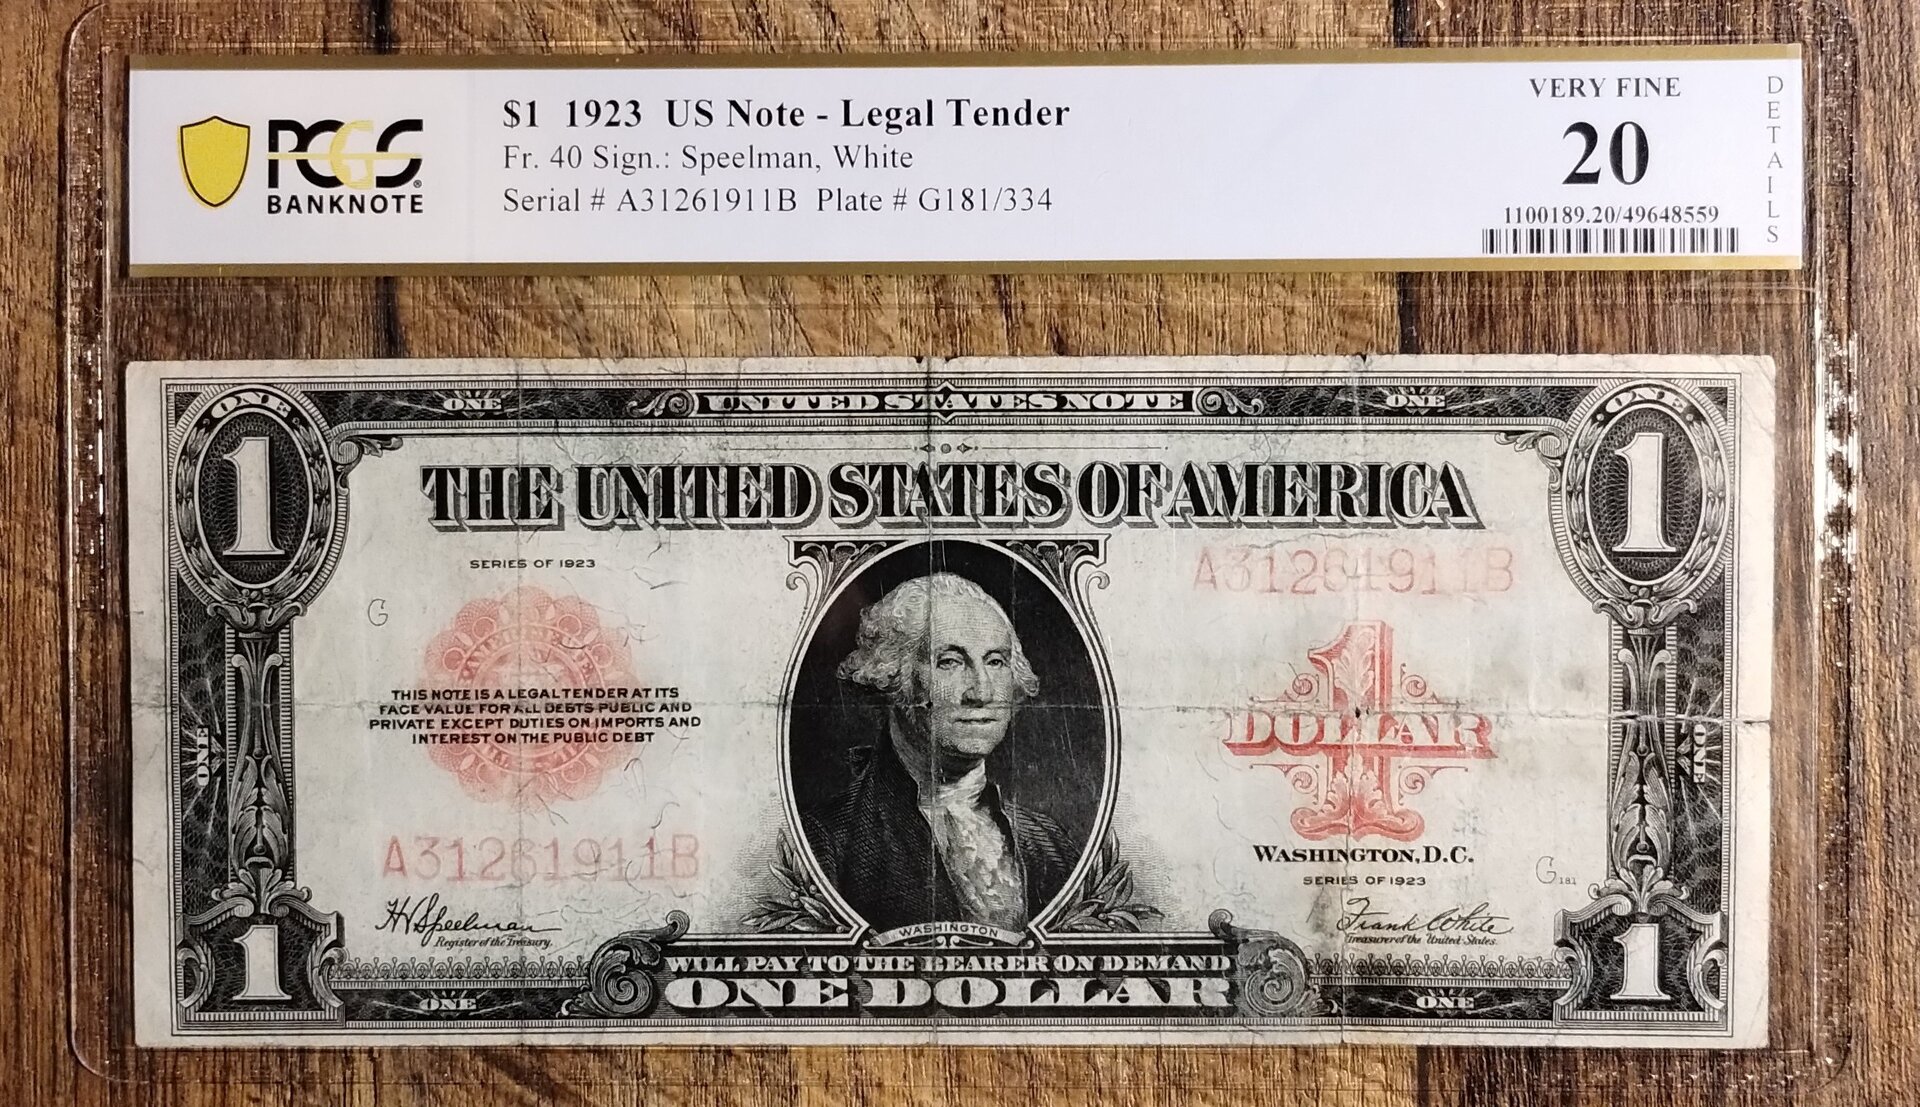 PCGS
BANKNOTE
$1 1923 US Note - Legal Tender
Fr. 40 Sign.: Speelman, White
Serial # A31261911B Plate # G181/334
VERY FINE
20
1100189.20/49648559
DETAILS
ONE
1
ONE
UNITED STATES NOTE
ONE
ONE
1
THE UNITED STATES OF AMERICA
SERIES OF 1923
A31261911B
G
THIS NOTE IS A LEGAL TENDER AT ITS
FACE VALUE FOR ALL DEBTS PUBLIC AND
PRIVATE EXCEPT DUTIES ON IMPORTS AND
INTEREST ON THE PUBLIC DEBT
1
DOLLAR
ONE
ONE
A31261911B
WASHINGTON, D.C.
SERIES OF 1923
G181
H V Speelman
Register of the Treasury.
WASHINGTON
Frank White
Treasurer of the United States.
1
WILL PAY TO THE BEARER ON DEMAND
ONE DOLLAR
1
ONE
ONE